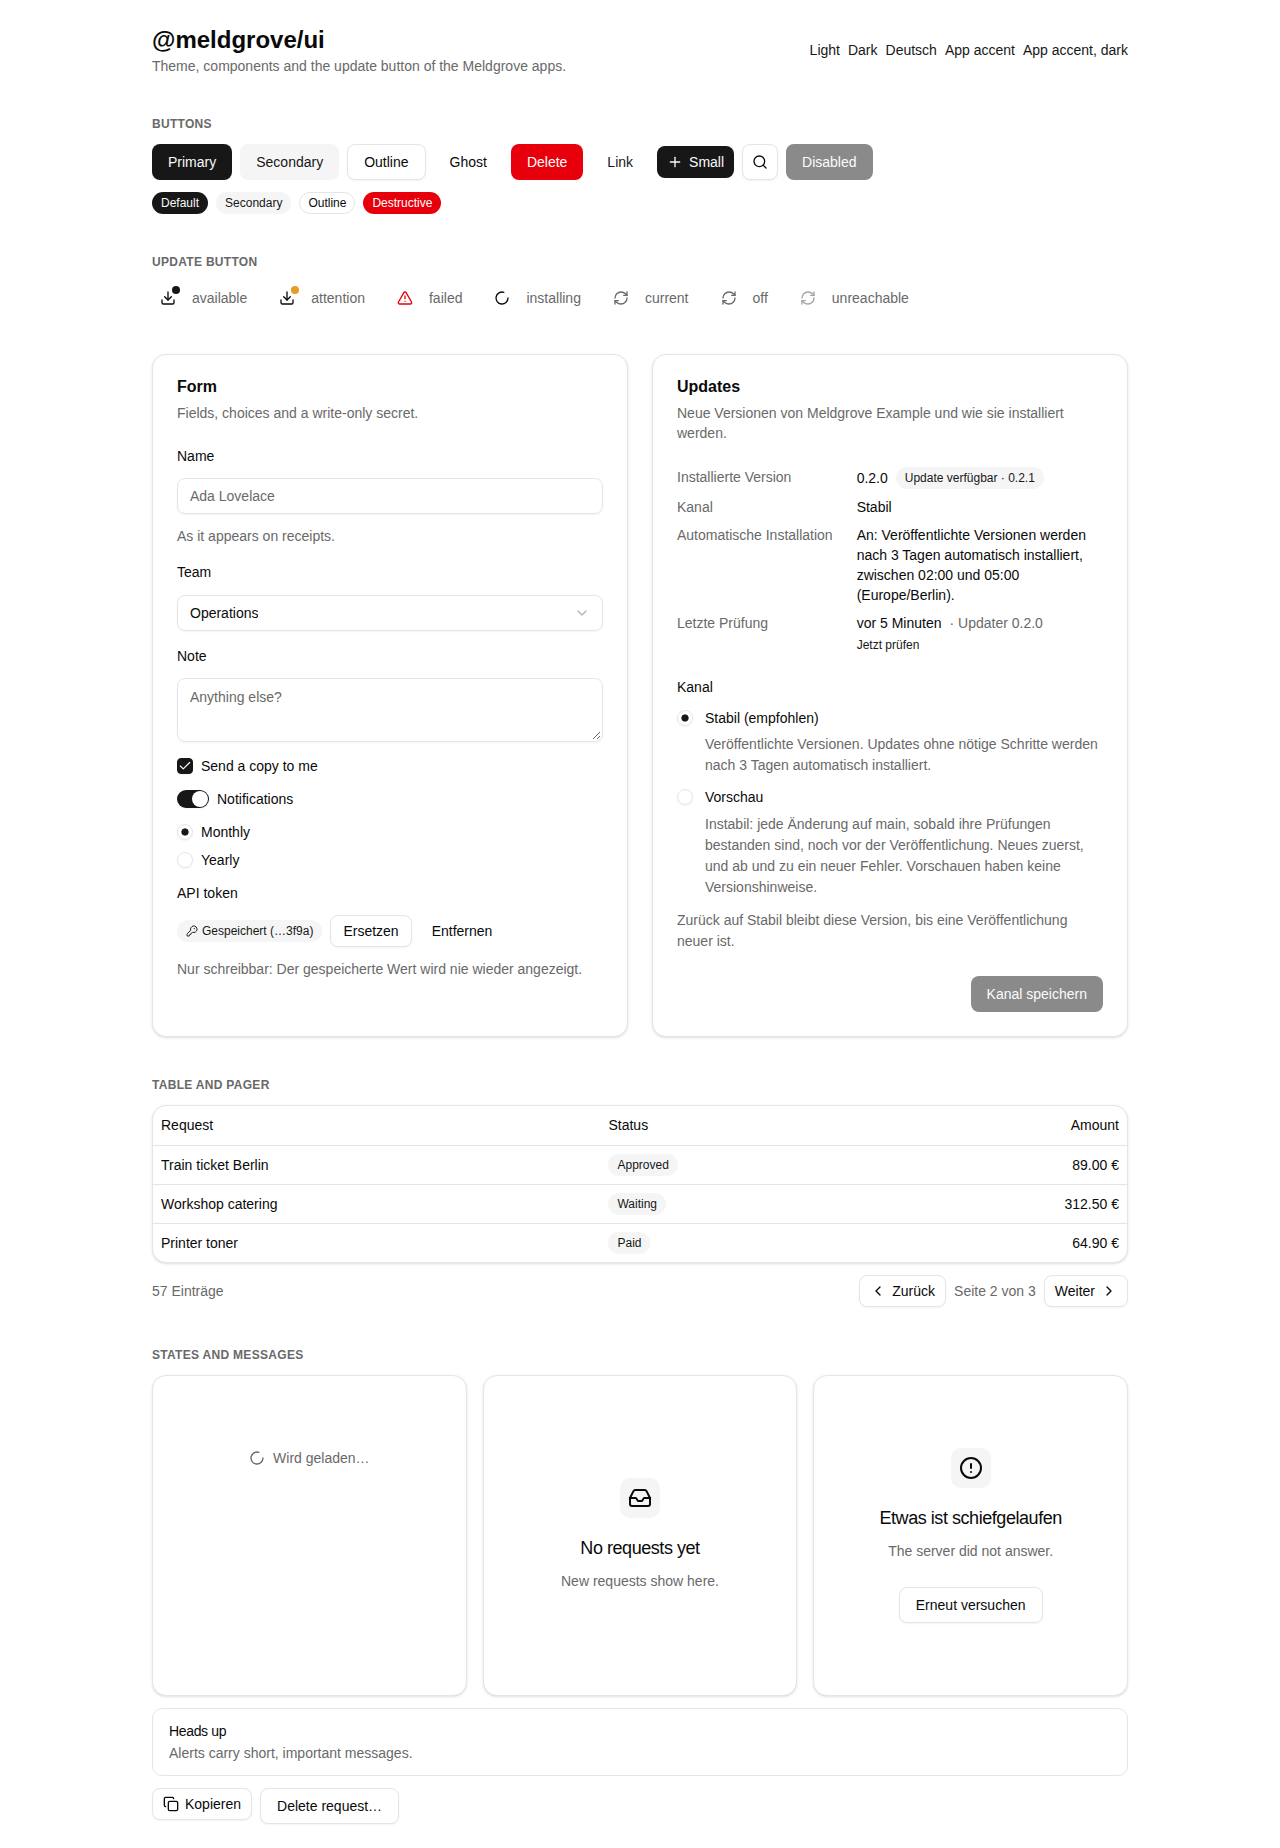 @meldgrove/ui
Theme, components and the update button of the Meldgrove apps.
Light Dark Deutsch App accent App accent, dark
BUTTONS
Primary Secondary Outline Ghost Delete Link Small Disabled
Default Secondary Outline Destructive
UPDATE BUTTON
available attention failed installing current off unreachable
Form
Fields, choices and a write-only secret.
Name
Ada Lovelace
As it appears on receipts.
Team
Operations
Note
Anything else?
Send a copy to me
Notifications
Monthly
Yearly
API token
Gespeichert (…3f9a) Ersetzen Entfernen
Nur schreibbar: Der gespeicherte Wert wird nie wieder angezeigt.
Updates
Neue Versionen von Meldgrove Example und wie sie installiert
werden.
Installierte Version 0.2.0 Update verfügbar · 0.2.1
Kanal Stabil
Automatische Installation An: Veröffentlichte Versionen werden
nach 3 Tagen automatisch installiert,
zwischen 02:00 und 05:00
(Europe/Berlin).
Letzte Prüfung vor 5 Minuten · Updater 0.2.0
Jetzt prüfen
Kanal
Stabil (empfohlen)
Veröffentlichte Versionen. Updates ohne nötige Schritte werden
nach 3 Tagen automatisch installiert.
Vorschau
Instabil: jede Änderung auf main, sobald ihre Prüfungen
bestanden sind, noch vor der Veröffentlichung. Neues zuerst,
und ab und zu ein neuer Fehler. Vorschauen haben keine
Versionshinweise.
Zurück auf Stabil bleibt diese Version, bis eine Veröffentlichung
neuer ist.
Kanal speichern
TABLE AND PAGER
Request Status Amount
Train ticket Berlin Approved 89.00 €
Workshop catering Waiting 312.50 €
Printer toner Paid 64.90 €
57 Einträge Zurück Seite 2 von 3 Weiter
STATES AND MESSAGES
Wird geladen…
No requests yet
New requests show here.
Etwas ist schiefgelaufen
The server did not answer.
Erneut versuchen
Heads up
Alerts carry short, important messages.
Kopieren Delete request…